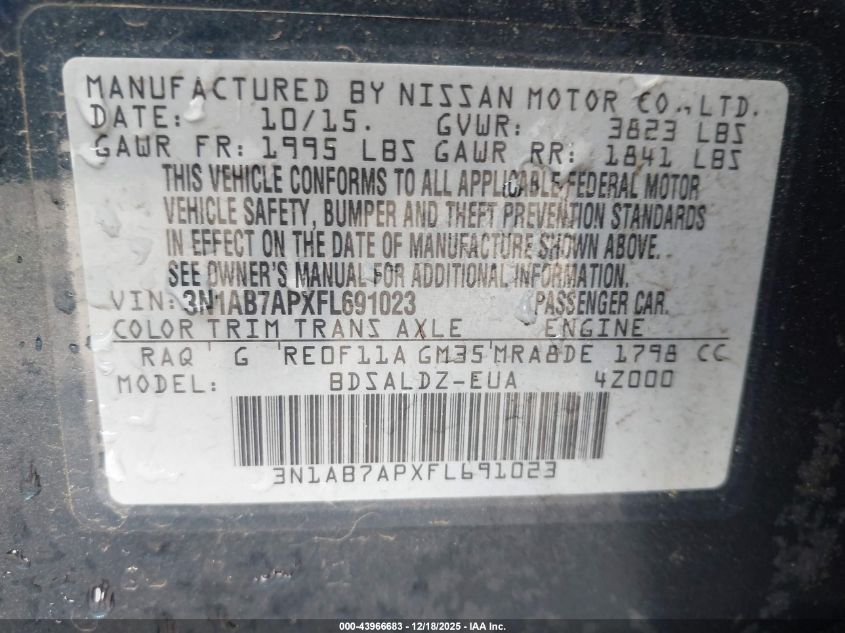 MANUFACTURED BY NISSAN MOTOR CO., LTD.
DATE: 10/15. GVWR: 3823 LBS
GAWR FR: 1995 LBS GAWR RR: 1841 LBS
THIS VEHICLE CONFORMS TO ALL APPLICABLE FEDERAL MOTOR
VEHICLE SAFETY, BUMPER AND THEFT PREVENTION STANDARDS
IN EFFECT ON THE DATE OF MANUFACTURE SHOWN ABOVE.
SEE OWNER'S MANUAL FOR ADDITIONAL INFORMATION.
VIN: 3N1AB7APXFL691023 PASSENGER CAR.
COLOR TRIM TRANS AXLE ENGINE
RAQ G RE0F11A GM35 MRA8DE 1798 CC
MODEL: BDSALDZ-EUA 4Z000
3N1AB7APXFL691023
000-43966683 - 12/18/2025 - IAA Inc.